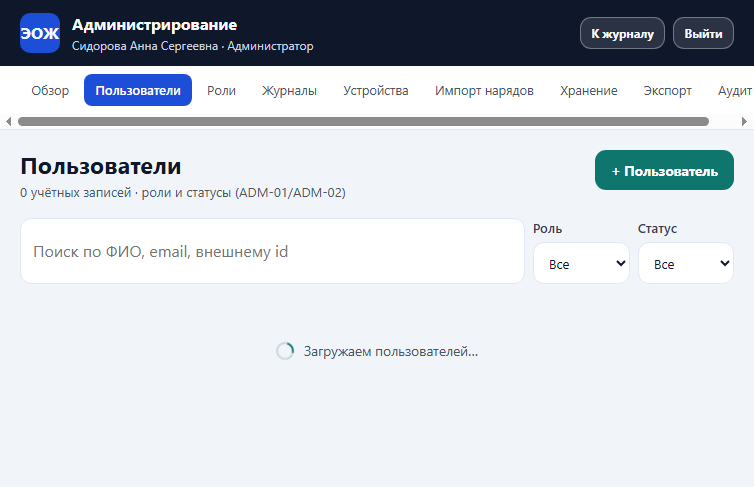 ЭОЖ
Администрирование
Сидорова Анна Сергеевна · Администратор
К журналу
Выйти
Обзор
Пользователи
Роли
Журналы
Устройства
Импорт нарядов
Хранение
Экспорт
Аудит
Пользователи
0 учётных записей · роли и статусы (ADM-01/ADM-02)
+ Пользователь
Поиск по ФИО, email, внешнему id
Роль
Все
Статус
Все
Загружаем пользователей...